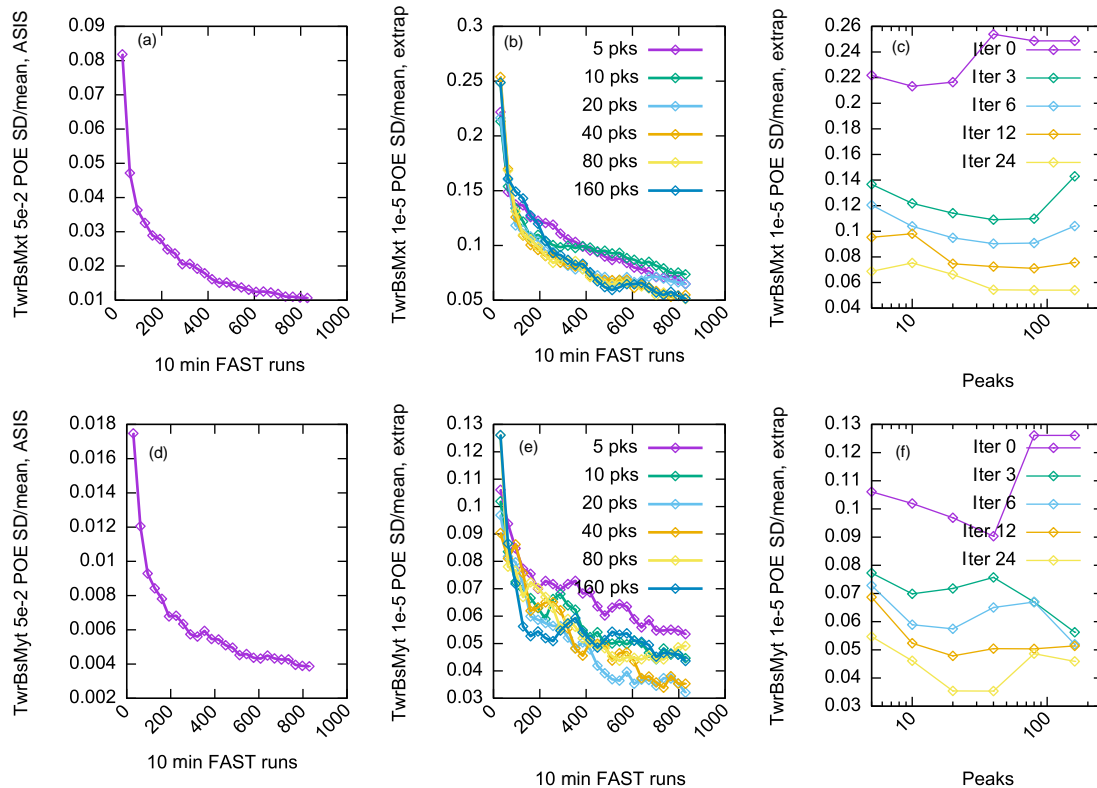 TwrBsMxt 5e-2 POE SD/mean, ASIS
0.09
0.08
0.07
0.06
0.05
0.04
0.03
0.02
0.01
(a)
0
200
400
600
800
1000
10 min FAST runs
TwrBsMxt 1e-5 POE SD/mean, extrap
0.3
0.25
0.2
0.15
0.1
0.05
(b)
5 pks
10 pks
20 pks
40 pks
80 pks
160 pks
0
200
400
600
800
1000
10 min FAST runs
TwrBsMxt 1e-5 POE SD/mean, extrap
0.26
0.24
0.22
0.2
0.18
0.16
0.14
0.12
0.1
0.08
0.06
0.04
(c)
Iter 0
Iter 3
Iter 6
Iter 12
Iter 24
10
100
Peaks
TwrBsMyt 5e-2 POE SD/mean, ASIS
0.018
0.016
0.014
0.012
0.01
0.008
0.006
0.004
0.002
(d)
0
200
400
600
800
1000
10 min FAST runs
TwrBsMyt 1e-5 POE SD/mean, extrap
0.13
0.12
0.11
0.1
0.09
0.08
0.07
0.06
0.05
0.04
0.03
(e)
5 pks
10 pks
20 pks
40 pks
80 pks
160 pks
0
200
400
600
800
1000
10 min FAST runs
TwrBsMyt 1e-5 POE SD/mean, extrap
0.13
0.12
0.11
0.1
0.09
0.08
0.07
0.06
0.05
0.04
0.03
(f)
Iter 0
Iter 3
Iter 6
Iter 12
Iter 24
10
100
Peaks